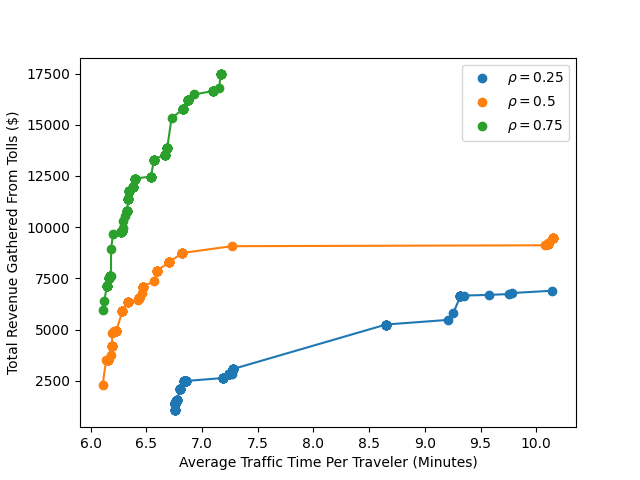 17500
15000
12500
10000
7500
5000
2500
Total Revenue Gathered From Tolls ($)
ρ = 0.25
ρ = 0.5
ρ = 0.75
6.0 6.5 7.0 7.5 8.0 8.5 9.0 9.5 10.0
Average Traffic Time Per Traveler (Minutes)